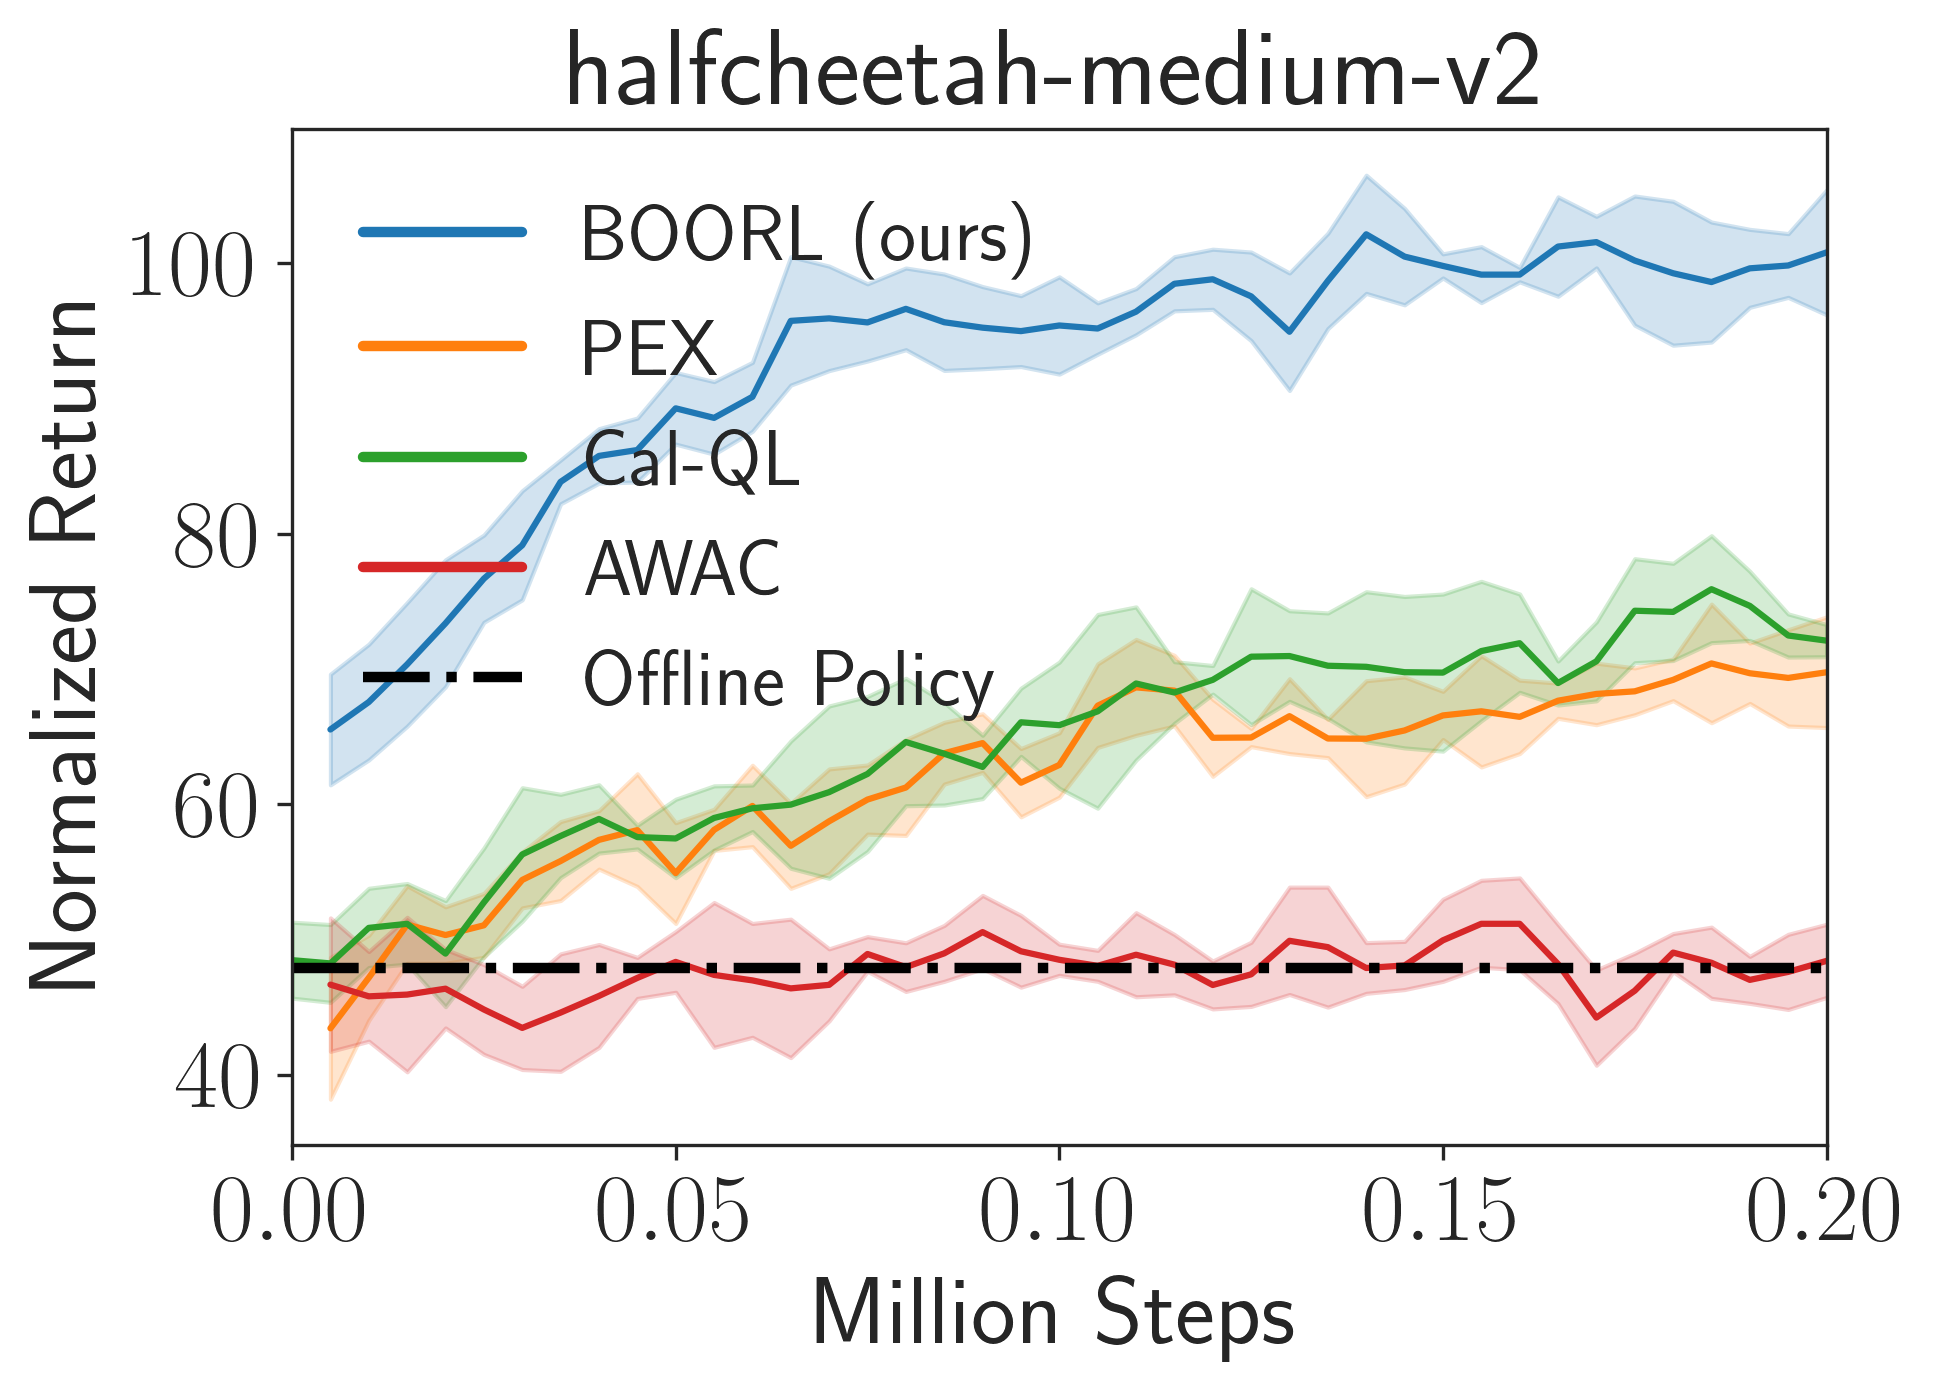 halfcheetah-medium-v2
Normalized Return
100
80
60
40
BOORL (ours)
PEX
Cal-QL
AWAC
Offline Policy
0.00 0.05 0.10 0.15 0.20
Million Steps